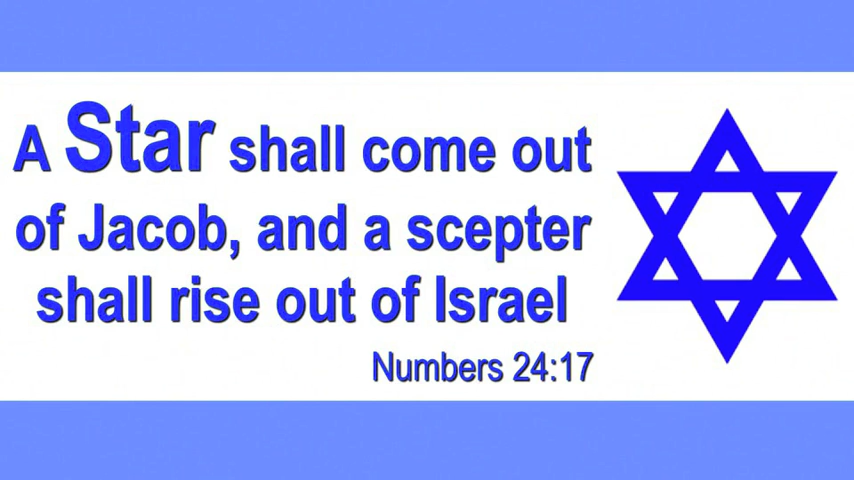 A Star shall come out
of Jacob, and a scepter
shall rise out of Israel
Numbers 24:17